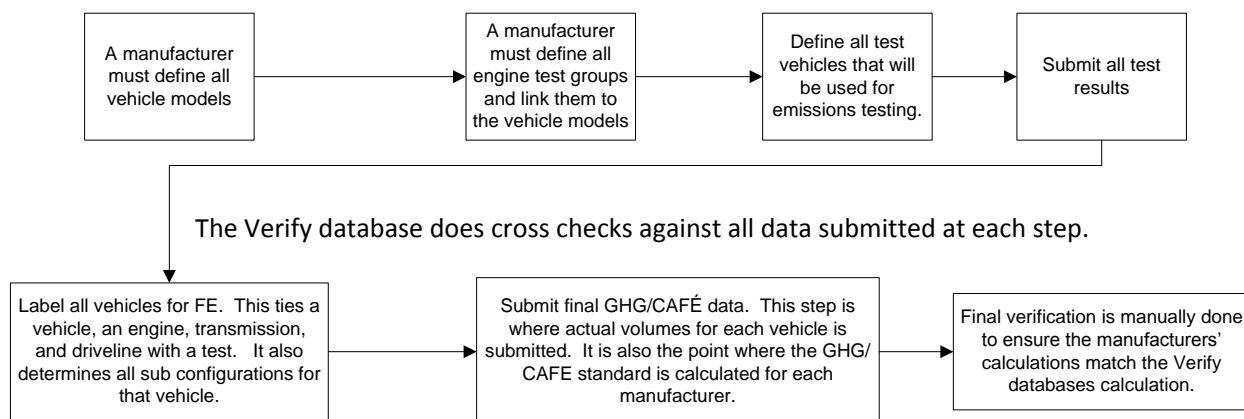 A manufacturer
must define all
vehicle models
A manufacturer
must define all
engine test groups
and link them to
the vehicle models
Define all test
vehicles that will
be used for
emissions testing.
Submit all test
results
The Verify database does cross checks against all data submitted at each step.
Label all vehicles for FE.  This ties a
vehicle, an engine, transmission,
and driveline with a test.   It also
determines all sub configurations for
that vehicle.
Submit final GHG/CAFÉ data.  This step is
where actual volumes for each vehicle is
submitted.  It is also the point where the GHG/
CAFE standard is calculated for each
manufacturer.
Final verification is manually done
to ensure the manufacturers’
calculations match the Verify
databases calculation.